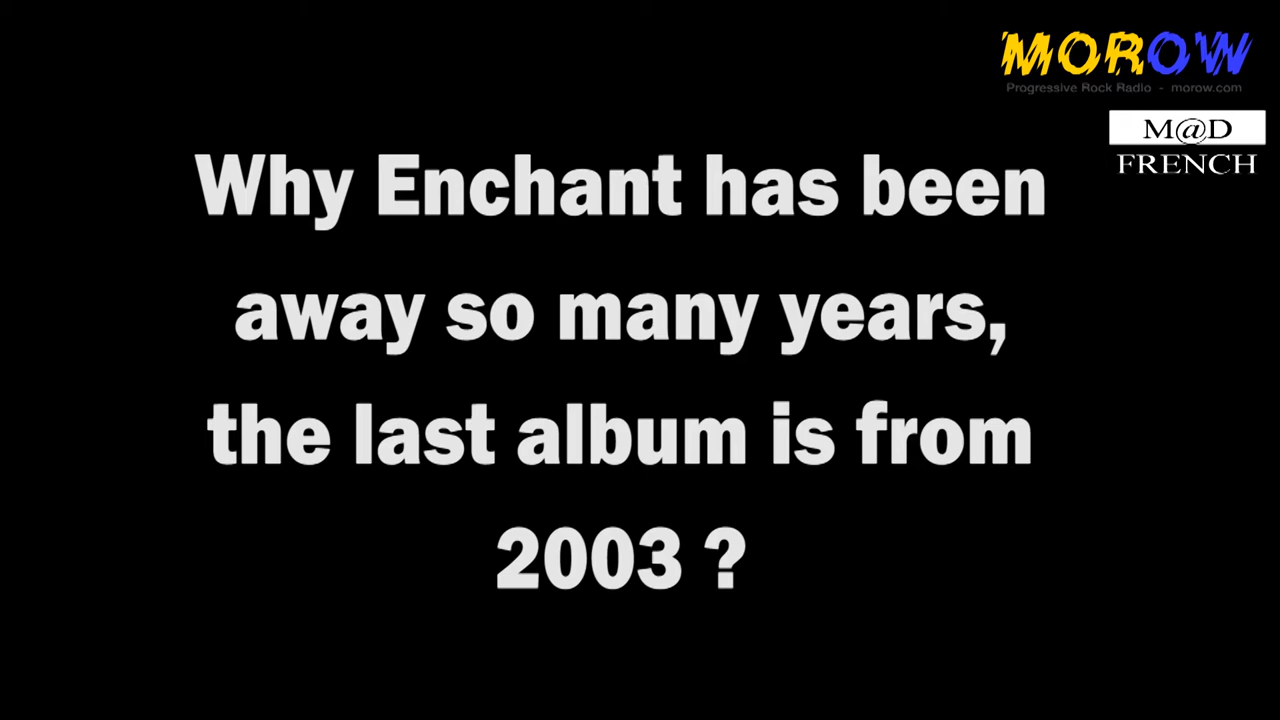 MOROW
Progressive Rock Radio - morow.com
M@D
FRENCH
Why Enchant has been
away so many years,
the last album is from
2003 ?